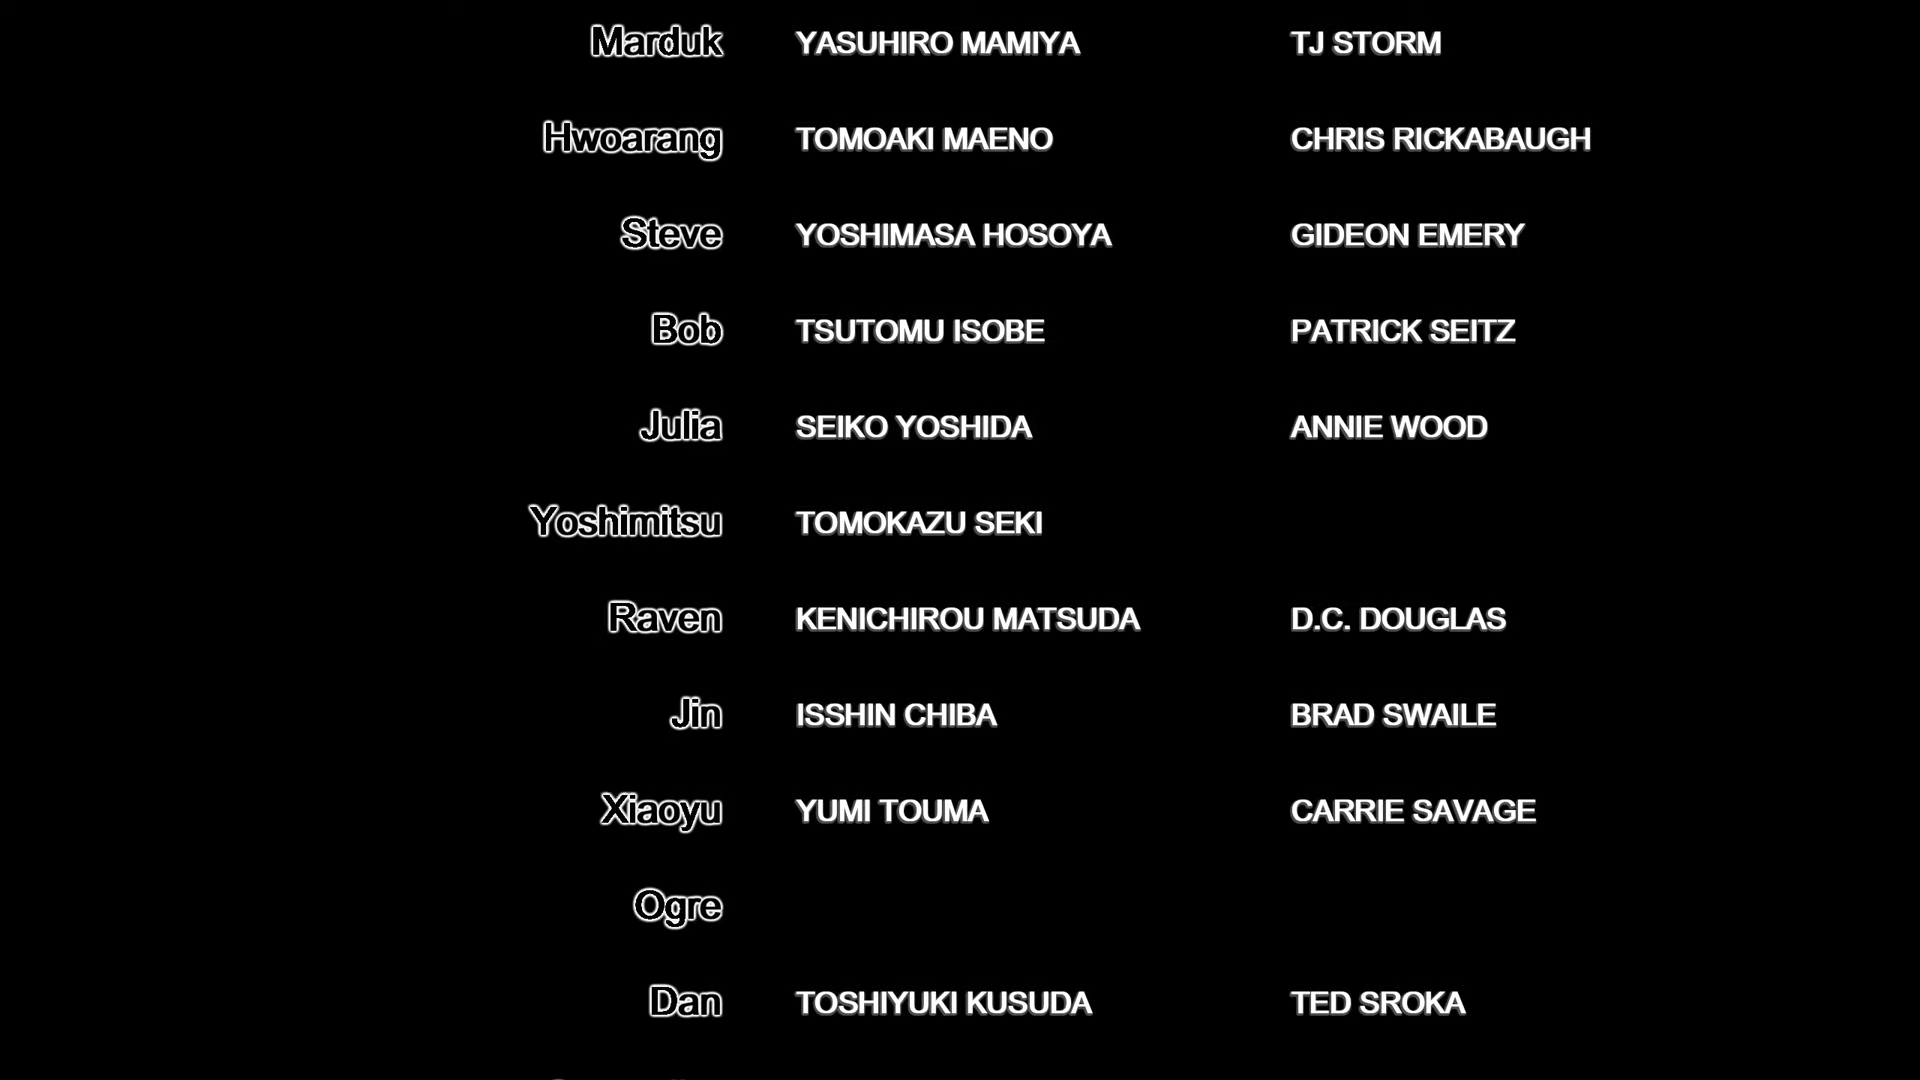 Marduk YASUHIRO MAMIYA TJ STORM
Hwoarang TOMOAKI MAENO CHRIS RICKABAUGH
Steve YOSHIMASA HOSOYA GIDEON EMERY
Bob TSUTOMU ISOBE PATRICK SEITZ
Julia SEIKO YOSHIDA ANNIE WOOD
Yoshimitsu TOMOKAZU SEKI
Raven KENICHIROU MATSUDA D.C. DOUGLAS
Jin ISSHIN CHIBA BRAD SWAILE
Xiaoyu YUMI TOUMA CARRIE SAVAGE
Ogre
Dan TOSHIYUKI KUSUDA TED SROKA